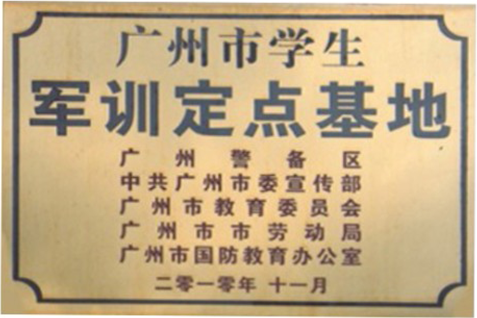 广州市学生
军训定点基地
广州警备区
中共广州市委宣传部
广州市教育委员会
广州市市劳动局
广州市国防教育办公室
二零一零年 十一月